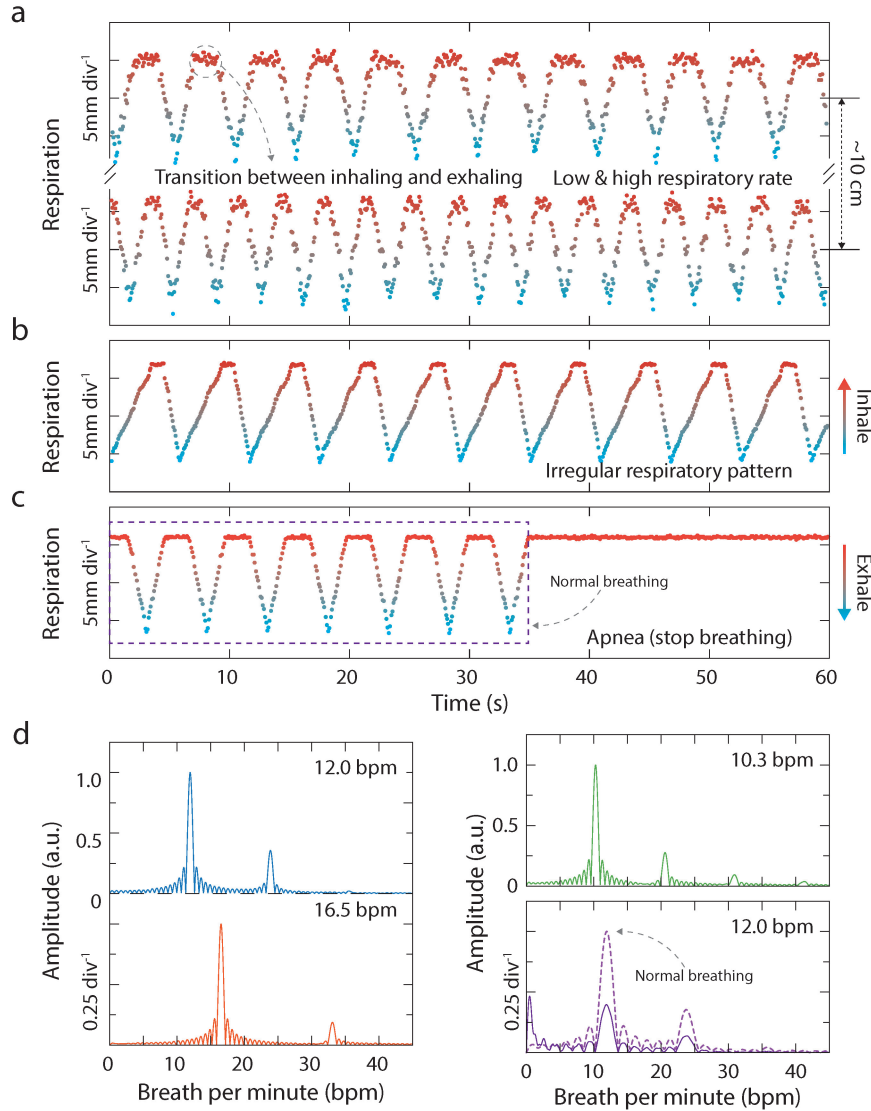 a
Respiration
5mm div⁻¹
5mm div⁻¹
Transition between inhaling and exhaling
Low & high respiratory rate
~10 cm
b
Respiration
5mm div⁻¹
Irregular respiratory pattern
Inhale
c
Respiration
5mm div⁻¹
Normal breathing
Apnea (stop breathing)
Exhale
0 10 20 30 40 50 60
Time (s)
d
Amplitude (a.u.)
1.0
0.5
0
12.0 bpm
0.25 div⁻¹
16.5 bpm
0 10 20 30 40
Breath per minute (bpm)
Amplitude (a.u.)
1.0
0.5
0
10.3 bpm
0.25 div⁻¹
12.0 bpm
Normal breathing
0 10 20 30 40
Breath per minute (bpm)